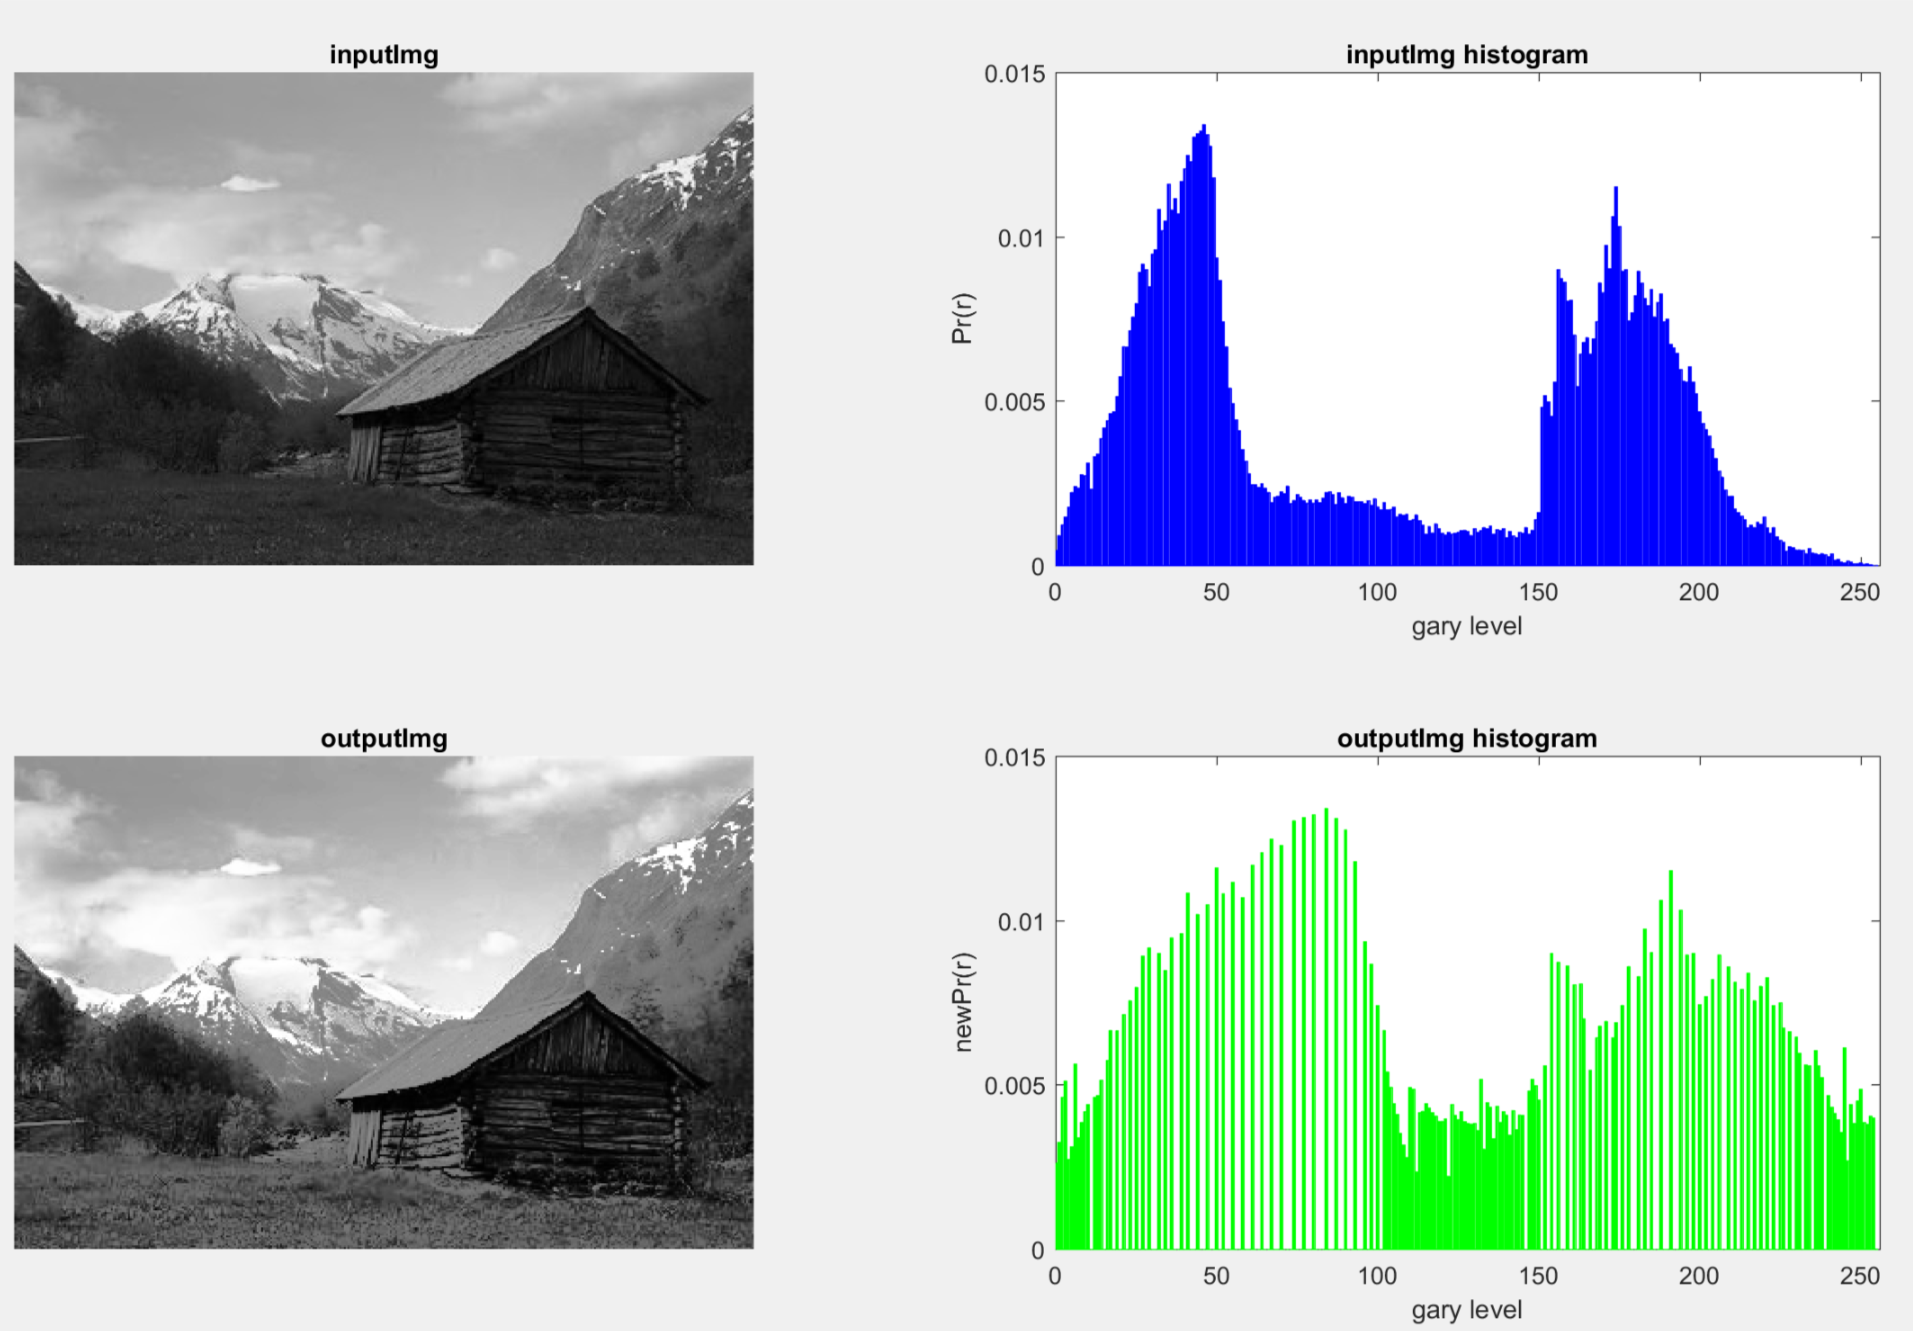 inputImg
inputImg histogram
0.015
0.01
0.005
0
Pr(r)
0 50 100 150 200 250
gary level
outputImg
outputImg histogram
0.015
0.01
0.005
0
newPr(r)
0 50 100 150 200 250
gary level